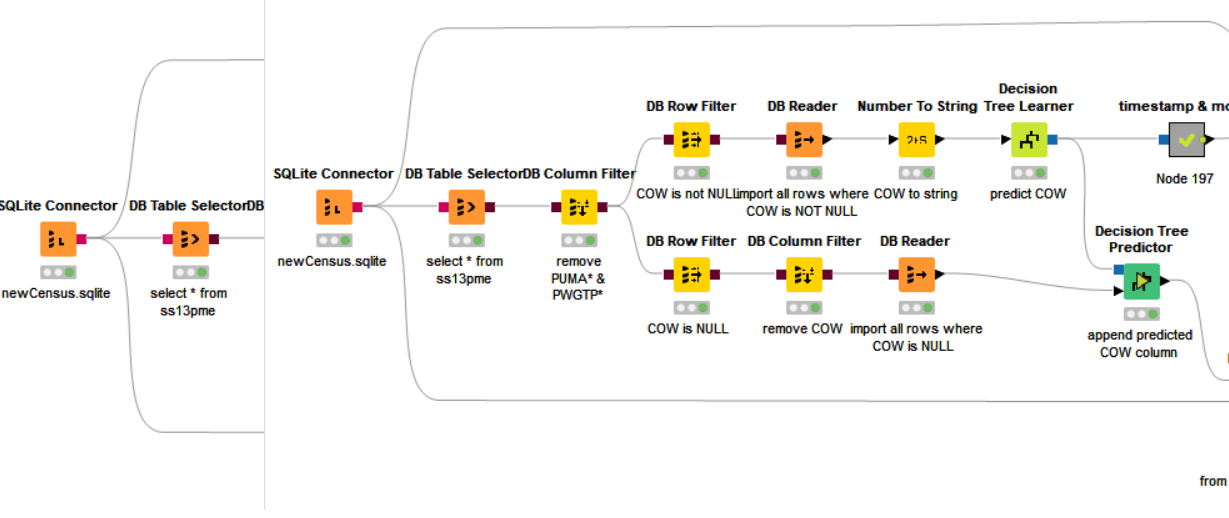 SQLite Connector
DB Table Selector
DB
newCensus.sqlite
select * from
ss13pme
SQLite Connector
DB Table Selector
DB Column Filter
newCensus.sqlite
select * from
ss13pme
remove
PUMA* &
PWGTP*
DB Row Filter
DB Reader
Number To String
Decision
Tree Learner
timestamp & mo
COW is not NULL
import all rows where
COW is NOT NULL
COW to string
predict COW
Node 197
DB Row Filter
DB Column Filter
DB Reader
Decision Tree
Predictor
COW is NULL
remove COW
import all rows where
COW is NULL
append predicted
COW column
from